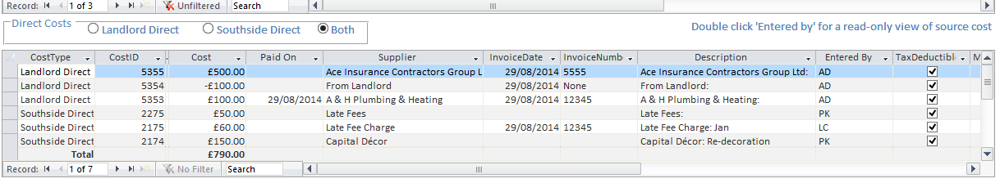 Record: 1 of 3 Unfiltered Search
Direct Costs Landlord Direct Southside Direct Both Double click 'Entered by' for a read-only view of source cost
CostType CostID Cost Paid On Supplier InvoiceDate InvoiceNumb Description Entered By TaxDeductibl M
Landlord Direct 5355 £500.00 Ace Insurance Contractors Group L 29/08/2014 5555 Ace Insurance Contractors Group Ltd: AD
Landlord Direct 5354 -£100.00 From Landlord 29/08/2014 None From Landlord: AD
Landlord Direct 5353 £100.00 29/08/2014 A & H Plumbing & Heating 29/08/2014 12345 A & H Plumbing & Heating: AD
Southside Direct 2275 £50.00 Late Fees Late Fees: PK
Southside Direct 2175 £60.00 Late Fee Charge 29/08/2014 12345 Late Fee Charge: Jan LC
Southside Direct 2174 £150.00 Capital Décor Capital Décor: Re-decoration PK
Total £790.00
Record: 1 of 7 No Filter Search